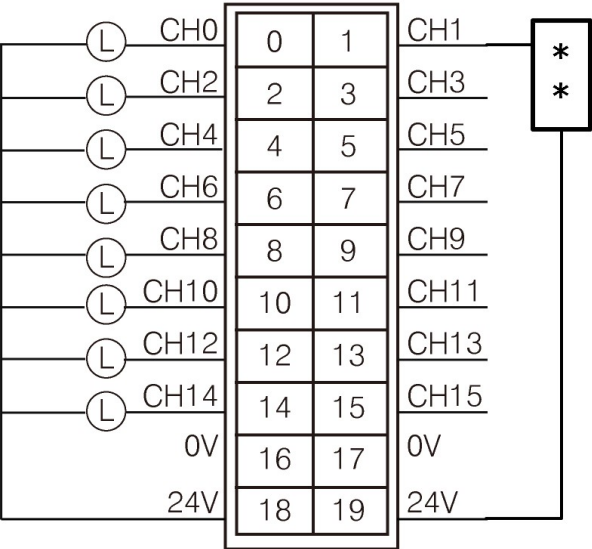 L CH0 0 1 CH1 * *
L CH2 2 3 CH3
L CH4 4 5 CH5
L CH6 6 7 CH7
L CH8 8 9 CH9
L CH10 10 11 CH11
L CH12 12 13 CH13
L CH14 14 15 CH15
0V 16 17 0V
24V 18 19 24V